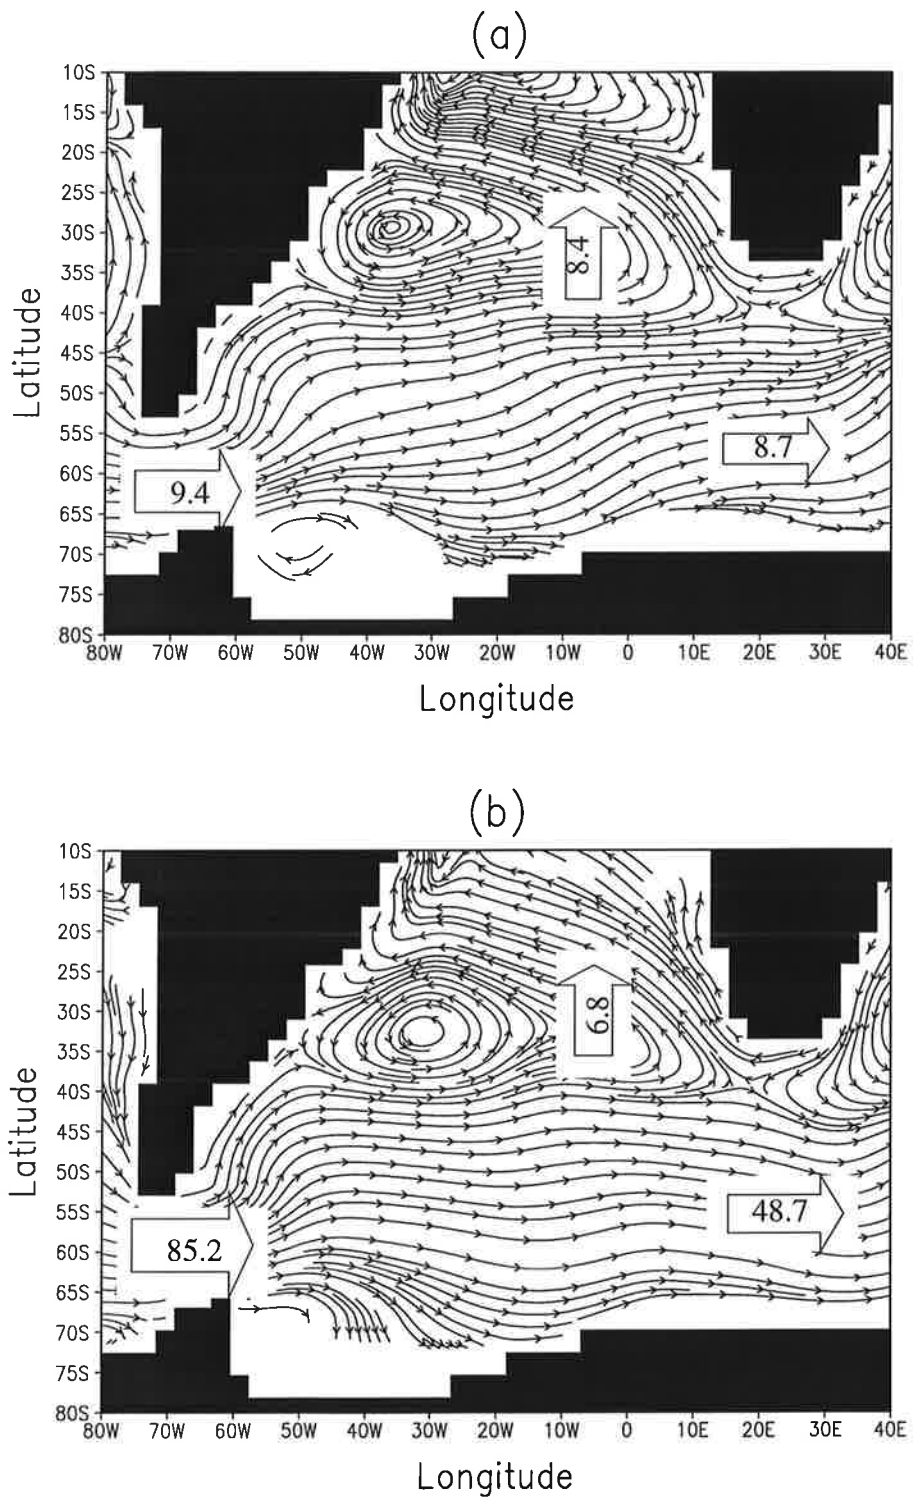 (a)
10S
15S
20S
25S
30S
35S
40S
45S
50S
55S
60S
65S
70S
75S
80S
Latitude
8.4
8.7
9.4
80W 70W 60W 50W 40W 30W 20W 10W 0 10E 20E 30E 40E
Longitude
(b)
10S
15S
20S
25S
30S
35S
40S
45S
50S
55S
60S
65S
70S
75S
80S
Latitude
6.8
48.7
85.2
80W 70W 60W 50W 40W 30W 20W 10W 0 10E 20E 30E 40E
Longitude